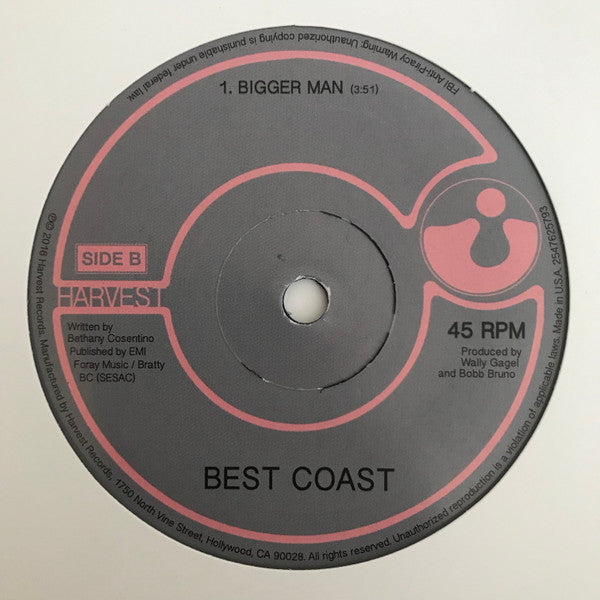 FBI Anti-Piracy Warning: Unauthorized copying is punishable under federal law.
1. BIGGER MAN (3:51)
SIDE B
HARVEST
Written by
Bethany Cosentino
Published by EMI
Foray Music / Bratty
BC (SESAC)
45 RPM
Produced by
Wally Gagel
and Bobb Bruno
BEST COAST
℗© 2016 Harvest Records. Manufactured by Harvest Records, 1750 North Vine Street, Hollywood, CA 90028. All rights reserved. Unauthorized reproduction is a violation of applicable laws. Made in U.S.A. 2547625793